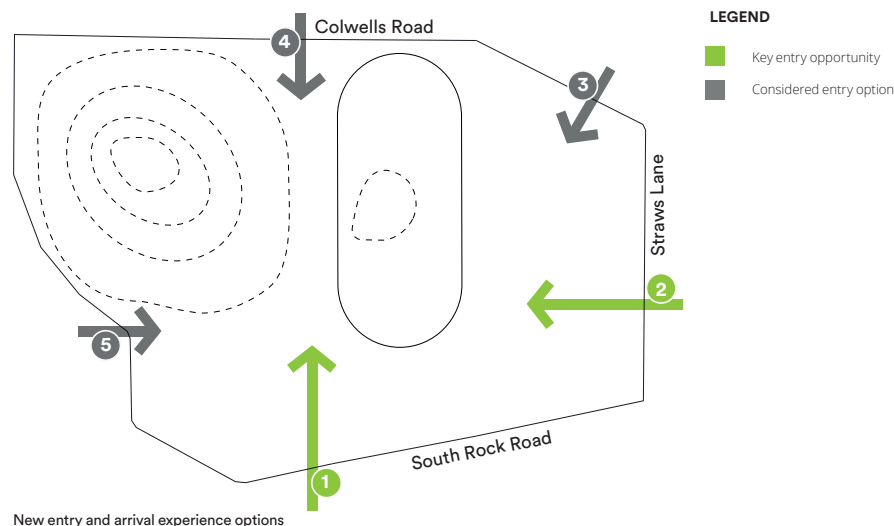 Colwells Road
LEGEND
Key entry opportunity
Considered entry option
4
3
Straws Lane
2
5
South Rock Road
1
New entry and arrival experience options